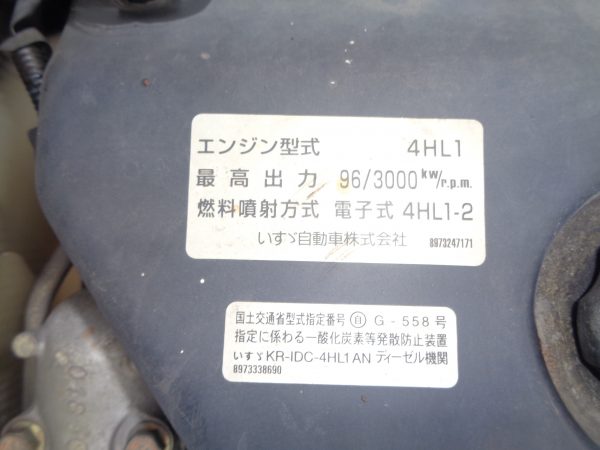 エンジン型式 4HL1
最高出力 96/3000kW/r.p.m.
燃料噴射方式 電子式 4HL1-2
いすゞ自動車株式会社 8973247171
国土交通省型式指定番号 自 G-558号
指定に係わる一酸化炭素等発散防止装置
いすゞKR-IDC-4HL1AN ディーゼル機関
8973338690